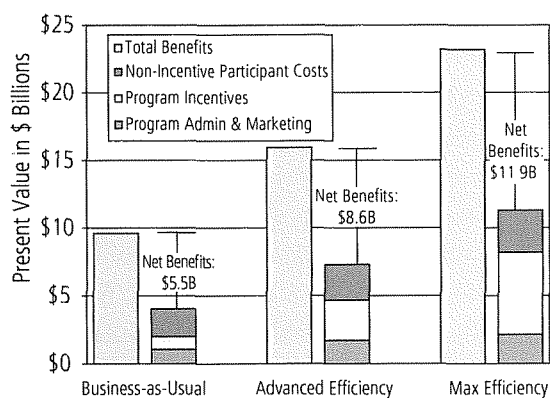 Present Value in $ Billions
$25
$20
$15
$10
$5
$0
Total Benefits
Non-Incentive Participant Costs
Program Incentives
Program Admin & Marketing
Net Benefits:
$5.5B
Net Benefits:
$8.6B
Net
Benefits:
$11 9B
Business-as-Usual
Advanced Efficiency
Max Efficiency